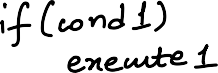 if (cond 1)
execute 1